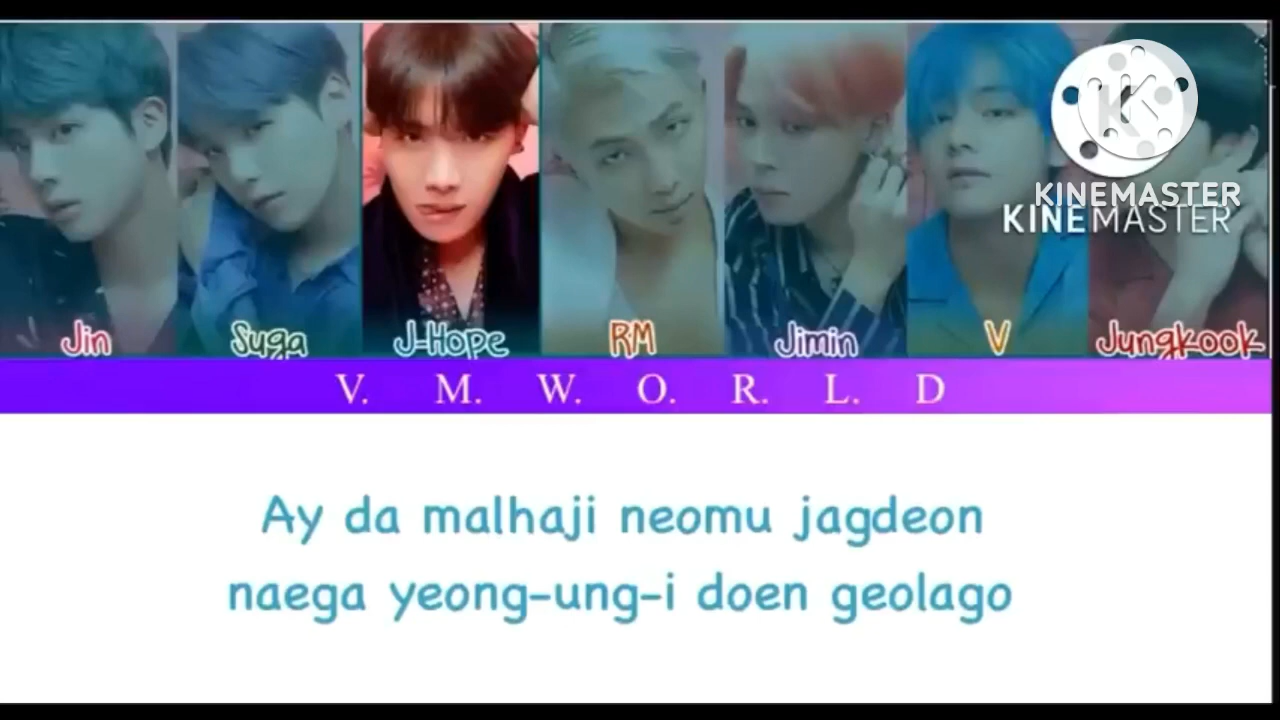 K
K
KINEMASTER
KINEMASTER
Jin Suga J-Hope RM Jimin V Jungkook
V. M. W. O. R. L. D
Ay da malhaji neomu jagdeon
naega yeong-ung-i doen geolago